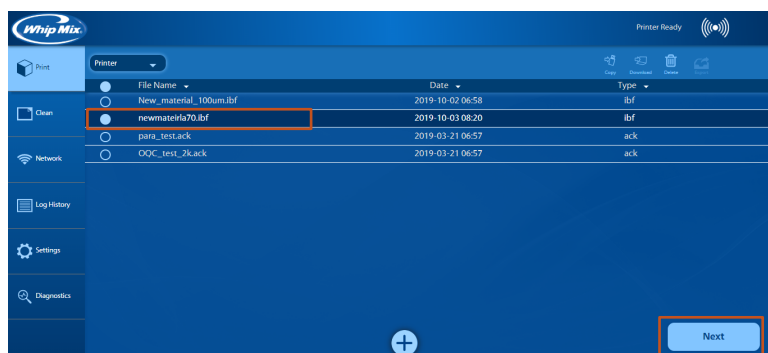 Whip Mix.
Printer Ready
Print
Printer
Copy Download Delete Export
File Name Date Type
New_material_100um.ibf 2019-10-02 06:58 ibf
Clean
newmateirla70.ibf 2019-10-03 08:20 ibf
para_test.ack 2019-03-21 06:57 ack
OQC_test_2k.ack 2019-03-21 06:57 ack
Network
Log History
Settings
Diagnostics
Next